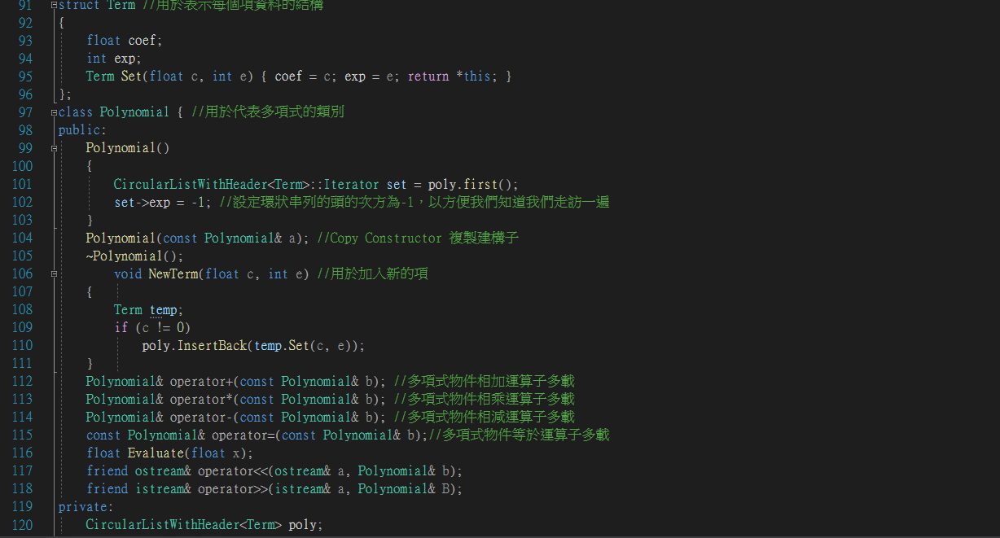 91 struct Term //用於表示每個項資料的結構
92 {
93 float coef;
94 int exp;
95 Term Set(float c, int e) { coef = c; exp = e; return *this; }
96 };
97 class Polynomial { //用於代表多項式的類別
98 public:
99 Polynomial()
100 {
101 CircularListWithHeader<Term>::Iterator set = poly.first();
102 set->exp = -1; //設定環狀串列的頭的次方為-1，以方便我們知道我們走訪一遍
103 }
104 Polynomial(const Polynomial& a); //Copy Constructor 複製建構子
105 ~Polynomial();
106 void NewTerm(float c, int e) //用於加入新的項
107 {
108 Term temp;
109 if (c != 0)
110 poly.InsertBack(temp.Set(c, e));
111 }
112 Polynomial& operator+(const Polynomial& b); //多項式物件相加運算子多載
113 Polynomial& operator*(const Polynomial& b); //多項式物件相乘運算子多載
114 Polynomial& operator-(const Polynomial& b); //多項式物件相減運算子多載
115 const Polynomial& operator=(const Polynomial& b);//多項式物件等於運算子多載
116 float Evaluate(float x);
117 friend ostream& operator<<(ostream& a, Polynomial& b);
118 friend istream& operator>>(istream& a, Polynomial& B);
119 private:
120 CircularListWithHeader<Term> poly;